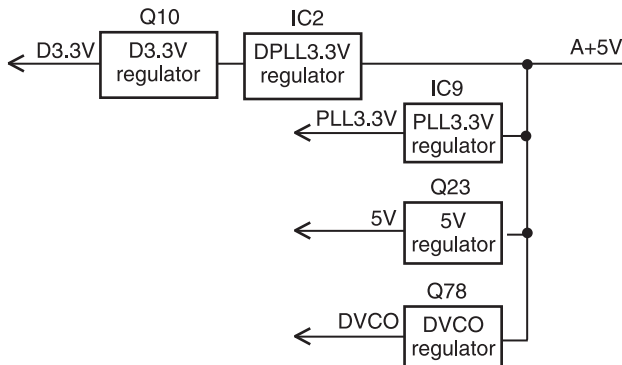 Q10
IC2
D3.3V
D3.3V
regulator
DPLL3.3V
regulator
A+5V
IC9
PLL3.3V
PLL3.3V
regulator
Q23
5V
5V
regulator
Q78
DVCO
DVCO
regulator